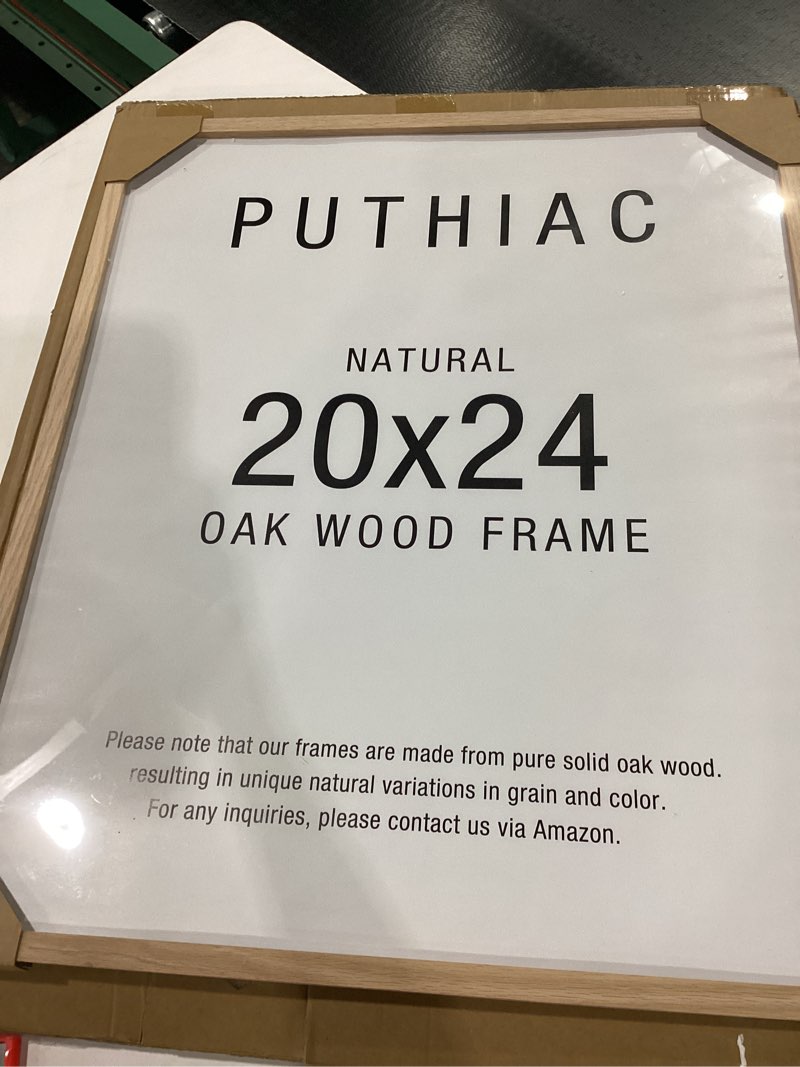 PUTHIAC
NATURAL
20x24
OAK WOOD FRAME
Please note that our frames are made from pure solid oak wood.
resulting in unique natural variations in grain and color.
For any inquiries, please contact us via Amazon.